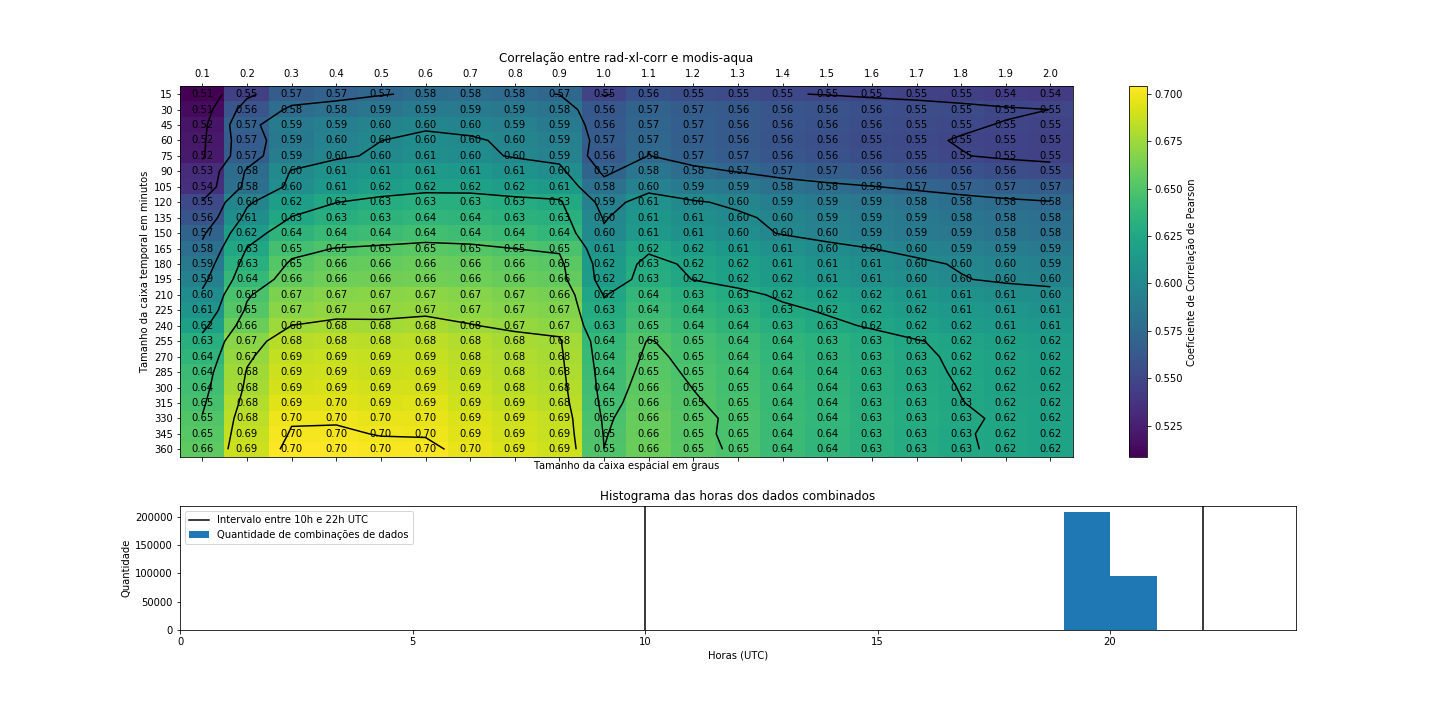 Correlação entre rad-xl-corr e modis-aqua
0.1 0.2 0.3 0.4 0.5 0.6 0.7 0.8 0.9 1.0 1.1 1.2 1.3 1.4 1.5 1.6 1.7 1.8 1.9 2.0
15 0.51 0.55 0.57 0.57 0.57 0.58 0.58 0.58 0.57 0.55 0.56 0.56 0.56 0.55 0.55 0.55 0.55 0.55 0.54 0.54
30 0.51 0.56 0.58 0.58 0.59 0.59 0.59 0.59 0.58 0.56 0.57 0.57 0.56 0.56 0.56 0.55 0.55 0.55 0.55 0.55
45 0.52 0.57 0.59 0.59 0.60 0.60 0.60 0.60 0.59 0.56 0.57 0.57 0.56 0.56 0.56 0.56 0.55 0.55 0.55 0.55
60 0.52 0.57 0.59 0.60 0.60 0.60 0.60 0.60 0.59 0.57 0.57 0.57 0.56 0.56 0.56 0.56 0.55 0.55 0.55 0.55
75 0.52 0.57 0.59 0.60 0.60 0.61 0.60 0.60 0.59 0.56 0.58 0.57 0.57 0.56 0.56 0.56 0.56 0.55 0.55 0.55
90 0.53 0.58 0.60 0.61 0.61 0.61 0.61 0.61 0.60 0.57 0.58 0.58 0.57 0.57 0.57 0.56 0.56 0.56 0.56 0.55
105 0.54 0.58 0.60 0.61 0.62 0.62 0.62 0.62 0.61 0.58 0.60 0.59 0.59 0.58 0.58 0.58 0.57 0.57 0.57 0.57
120 0.55 0.60 0.62 0.62 0.63 0.63 0.63 0.63 0.63 0.59 0.61 0.60 0.60 0.59 0.59 0.59 0.58 0.58 0.58 0.58
135 0.56 0.61 0.63 0.63 0.63 0.64 0.64 0.63 0.63 0.60 0.61 0.61 0.60 0.60 0.59 0.59 0.59 0.58 0.58 0.58
150 0.57 0.62 0.64 0.64 0.64 0.64 0.64 0.64 0.64 0.60 0.61 0.61 0.60 0.60 0.60 0.59 0.59 0.59 0.58 0.58
165 0.58 0.63 0.65 0.65 0.65 0.65 0.65 0.65 0.65 0.61 0.62 0.62 0.61 0.61 0.60 0.60 0.60 0.59 0.59 0.59
180 0.59 0.63 0.65 0.66 0.66 0.66 0.66 0.66 0.65 0.62 0.63 0.62 0.62 0.61 0.61 0.61 0.60 0.60 0.60 0.59
195 0.59 0.64 0.66 0.66 0.66 0.66 0.66 0.66 0.66 0.62 0.63 0.62 0.62 0.62 0.61 0.61 0.60 0.60 0.60 0.60
210 0.60 0.65 0.67 0.67 0.67 0.67 0.67 0.67 0.66 0.62 0.64 0.63 0.63 0.62 0.62 0.62 0.61 0.61 0.61 0.60
225 0.61 0.65 0.67 0.67 0.67 0.67 0.67 0.67 0.67 0.63 0.64 0.64 0.63 0.63 0.63 0.62 0.62 0.61 0.61 0.61
240 0.62 0.66 0.68 0.68 0.68 0.68 0.68 0.67 0.67 0.63 0.65 0.64 0.64 0.63 0.63 0.62 0.62 0.62 0.61 0.61
255 0.63 0.67 0.68 0.68 0.68 0.68 0.68 0.68 0.68 0.64 0.65 0.65 0.64 0.64 0.63 0.63 0.63 0.62 0.62 0.62
270 0.64 0.67 0.69 0.69 0.69 0.69 0.68 0.68 0.68 0.64 0.65 0.65 0.64 0.64 0.63 0.63 0.63 0.62 0.62 0.62
285 0.64 0.68 0.69 0.69 0.69 0.69 0.69 0.68 0.68 0.64 0.65 0.65 0.64 0.64 0.64 0.63 0.63 0.62 0.62 0.62
300 0.64 0.68 0.69 0.69 0.69 0.69 0.69 0.68 0.68 0.64 0.66 0.65 0.64 0.64 0.64 0.63 0.63 0.62 0.62 0.62
315 0.65 0.68 0.69 0.70 0.69 0.69 0.69 0.69 0.68 0.64 0.66 0.65 0.65 0.64 0.64 0.63 0.63 0.63 0.62 0.62
330 0.65 0.68 0.70 0.70 0.70 0.70 0.69 0.69 0.69 0.65 0.66 0.65 0.65 0.64 0.64 0.63 0.63 0.63 0.62 0.62
345 0.65 0.69 0.70 0.70 0.70 0.70 0.69 0.69 0.69 0.65 0.66 0.65 0.65 0.64 0.64 0.63 0.63 0.63 0.62 0.62
360 0.66 0.69 0.70 0.70 0.70 0.70 0.70 0.69 0.69 0.65 0.66 0.65 0.65 0.64 0.64 0.63 0.63 0.63 0.62 0.62
Tamanho da caixa temporal em minutos
Tamanho da caixa espacial em graus
0.700
0.675
0.650
0.625
0.600
0.575
0.550
0.525
Coeficiente de Correlação de Pearson
Histograma das horas dos dados combinados
Intervalo entre 10h e 22h UTC
Quantidade de combinações de dados
200000
150000
100000
50000
0
Quantidade
0 5 10 15 20
Horas (UTC)